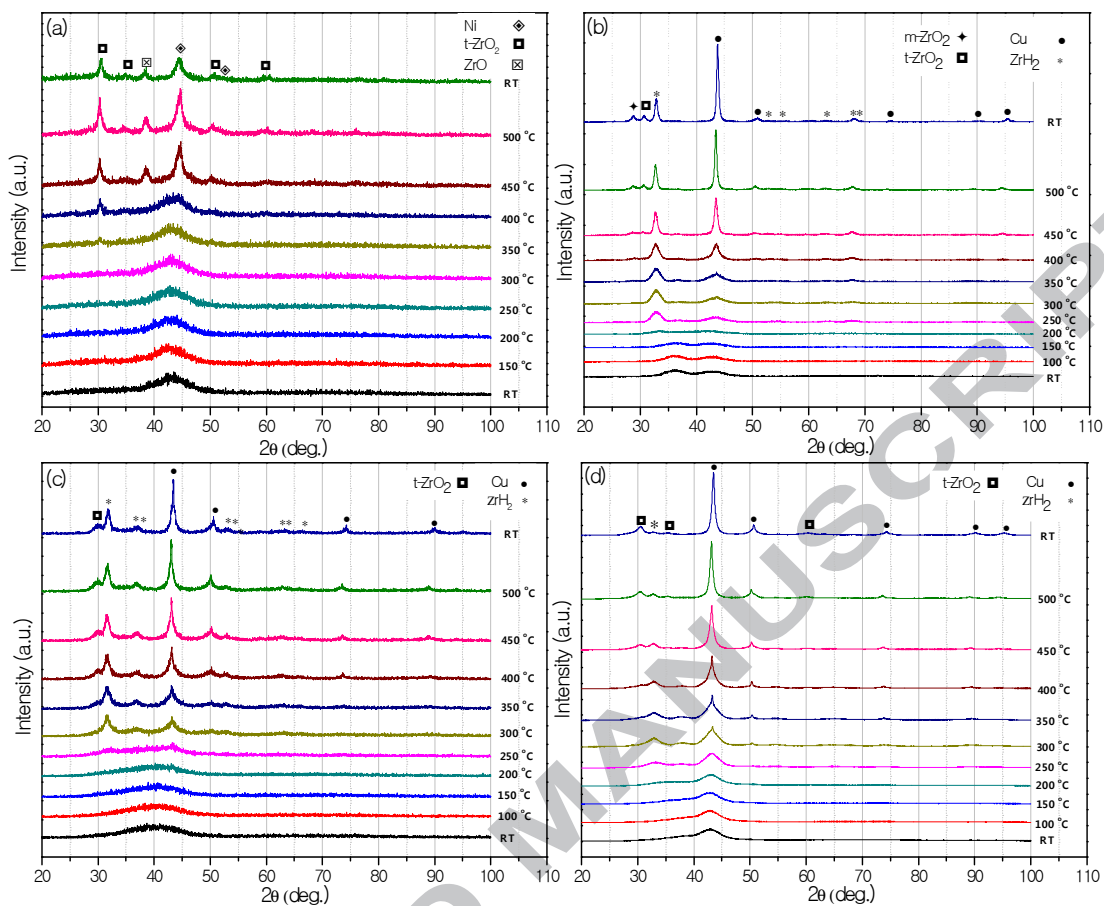 (a)
Ni
t-ZrO2
ZrO
RT
500 °C
450 °C
400 °C
350 °C
300 °C
250 °C
200 °C
150 °C
RT
Intensity (a.u.)
20 30 40 50 60 70 80 90 100 110
2θ (deg.)
(b)
m-ZrO2 Cu
t-ZrO2 ZrH2
RT
500 °C
450 °C
400 °C
350 °C
300 °C
250 °C
200 °C
150 °C
100 °C
RT
Intensity (a.u.)
20 30 40 50 60 70 80 90 100 110
2θ (deg.)
(c)
t-ZrO2 Cu
zrH2
RT
500 °C
450 °C
400 °C
350 °C
300 °C
250 °C
200 °C
150 °C
100 °C
RT
Intensity (a.u.)
20 30 40 50 60 70 80 90 100 110
2θ (deg.)
(d)
t-ZrO2 Cu
ZrH2
RT
500 °C
450 °C
400 °C
350 °C
300 °C
250 °C
200 °C
150 °C
100 °C
RT
Intensity (a.u.)
20 30 40 50 60 70 80 90 100 110
2θ (deg.)
MANUSCRIP